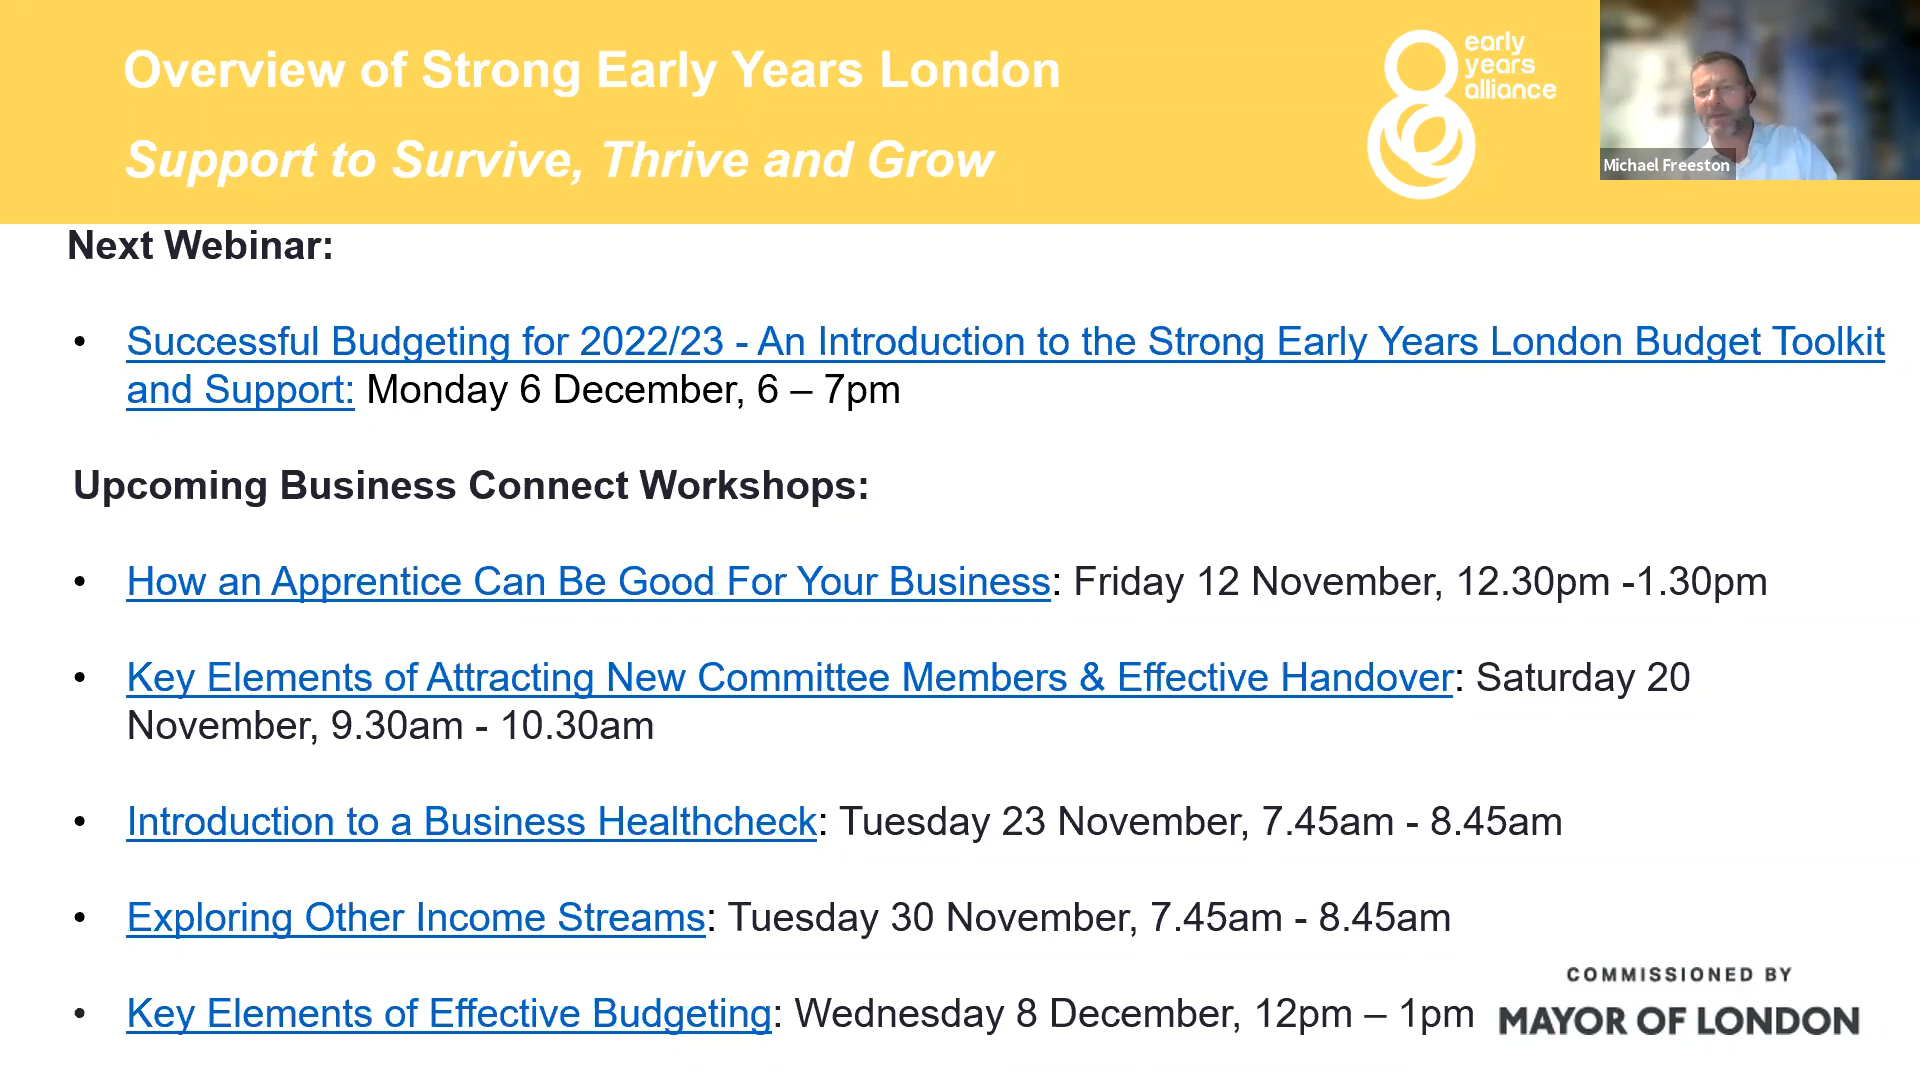 Overview of Strong Early Years London
Support to Survive, Thrive and Grow
early
years
alliance
Michael Freeston
Next Webinar:
• Successful Budgeting for 2022/23 - An Introduction to the Strong Early Years London Budget Toolkit
and Support: Monday 6 December, 6 – 7pm
Upcoming Business Connect Workshops:
• How an Apprentice Can Be Good For Your Business: Friday 12 November, 12.30pm -1.30pm
• Key Elements of Attracting New Committee Members & Effective Handover: Saturday 20
November, 9.30am - 10.30am
• Introduction to a Business Healthcheck: Tuesday 23 November, 7.45am - 8.45am
• Exploring Other Income Streams: Tuesday 30 November, 7.45am - 8.45am
• Key Elements of Effective Budgeting: Wednesday 8 December, 12pm – 1pm
COMMISSIONED BY
MAYOR OF LONDON